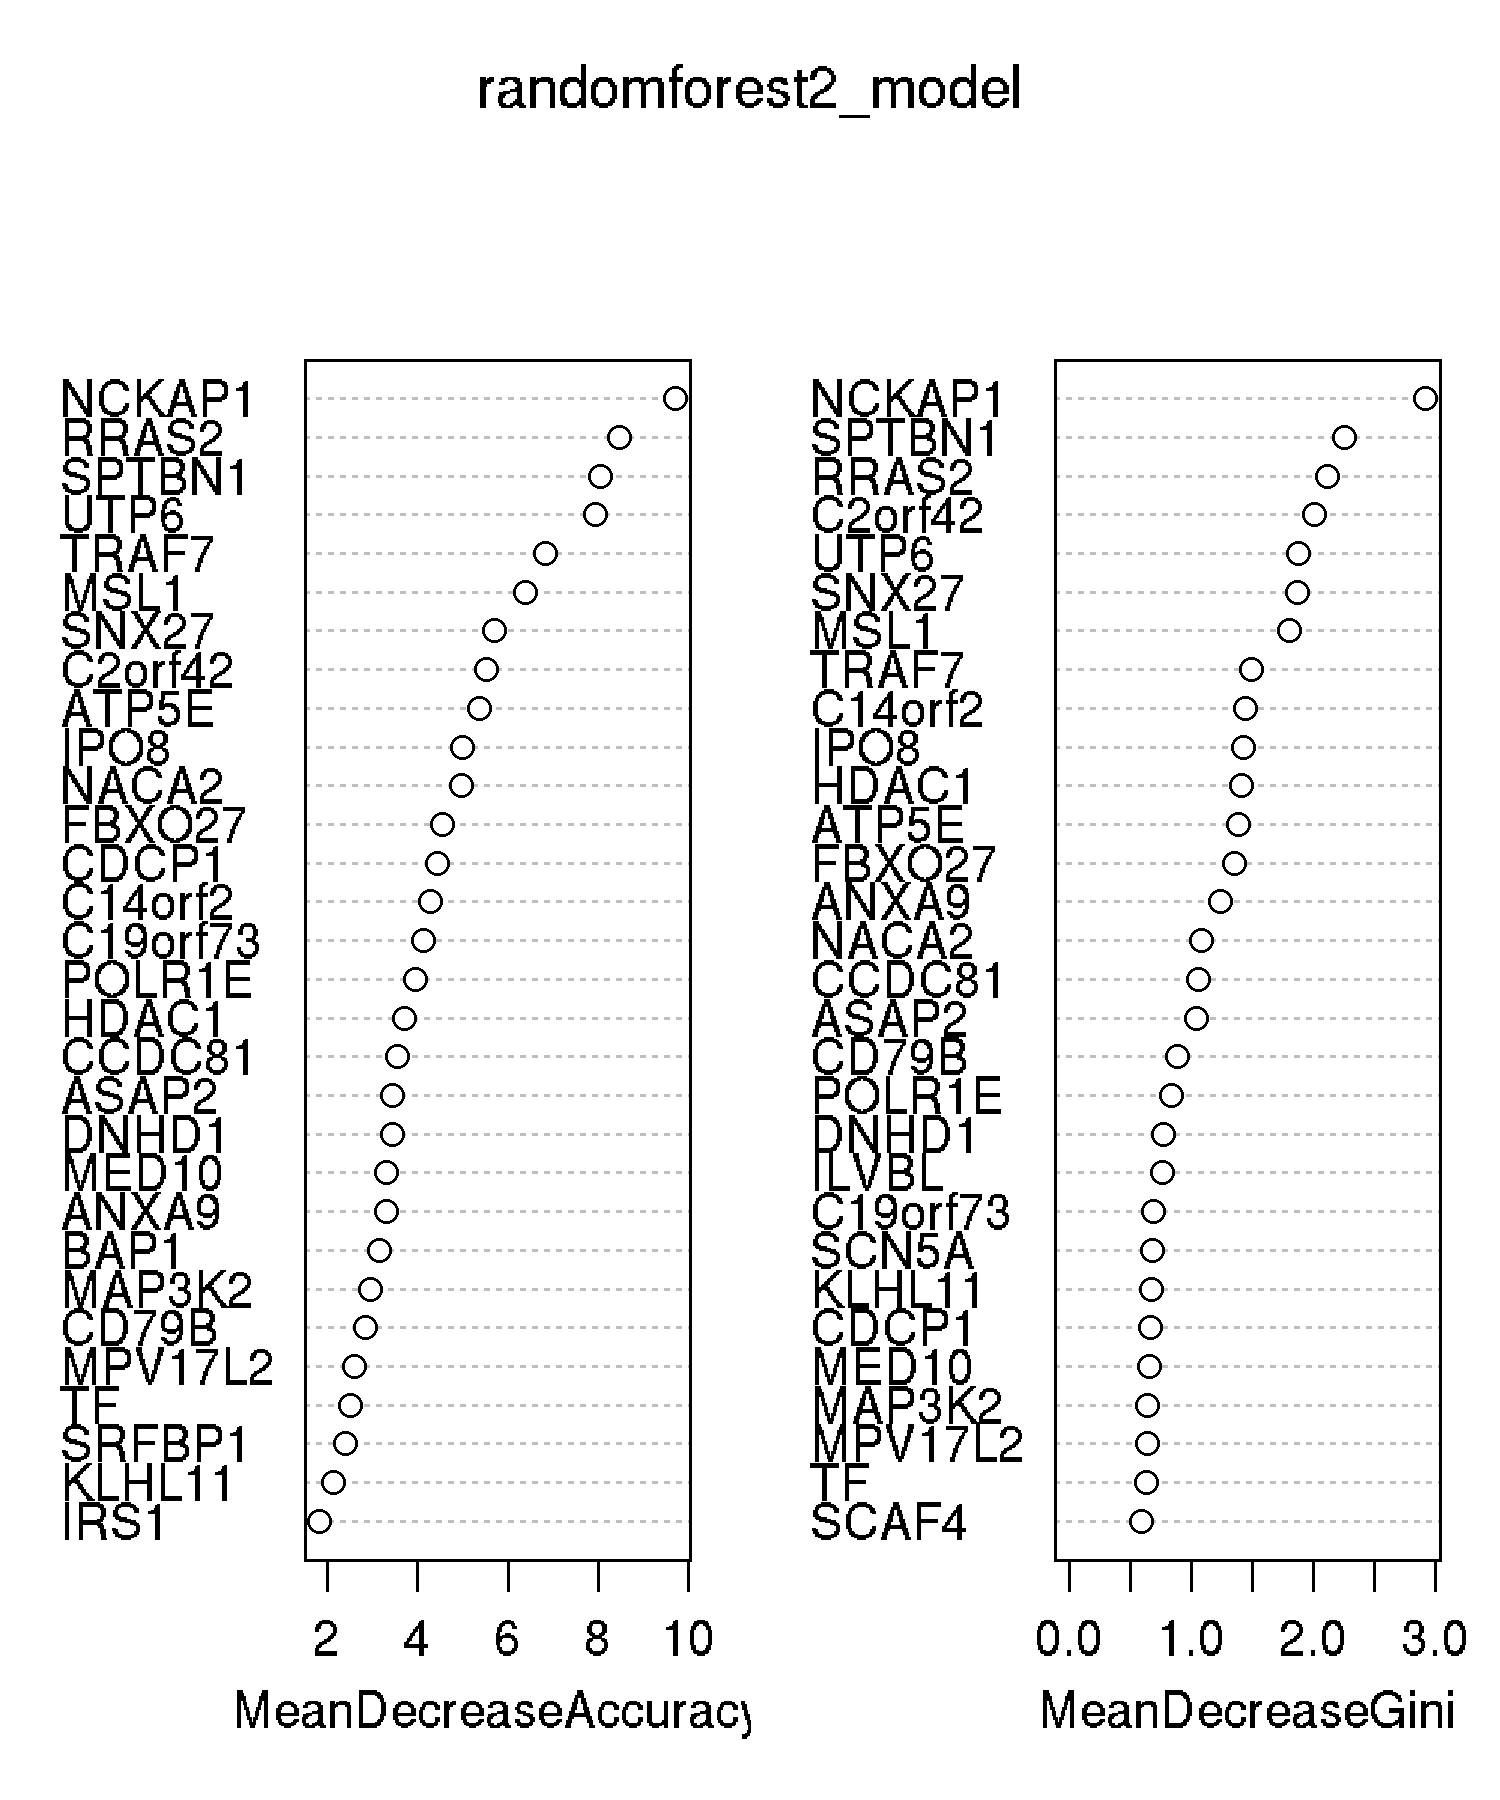 randomforest2_model
NCKAP1
RRAS2
SPTBN1
UTP6
TRAF7
MSL1
SNX27
C2orf42
ATP5E
IPO8
NACA2
FBXO27
CDCP1
C14orf2
C19orf73
POLR1E
HDAC1
CCDC81
ASAP2
DNHD1
MED10
ANXA9
BAP1
MAP3K2
CD79B
MPV17L2
TF
SRFBP1
KLHL11
IRS1
2 4 6 8 10
MeanDecreaseAccuracy
NCKAP1
SPTBN1
RRAS2
C2orf42
UTP6
SNX27
MSL1
TRAF7
C14orf2
IPO8
HDAC1
ATP5E
FBXO27
ANXA9
NACA2
CCDC81
ASAP2
CD79B
POLR1E
DNHD1
ILVBL
C19orf73
SCN5A
KLHL11
CDCP1
MED10
MAP3K2
MPV17L2
TF
SCAF4
0.0 1.0 2.0 3.0
MeanDecreaseGini